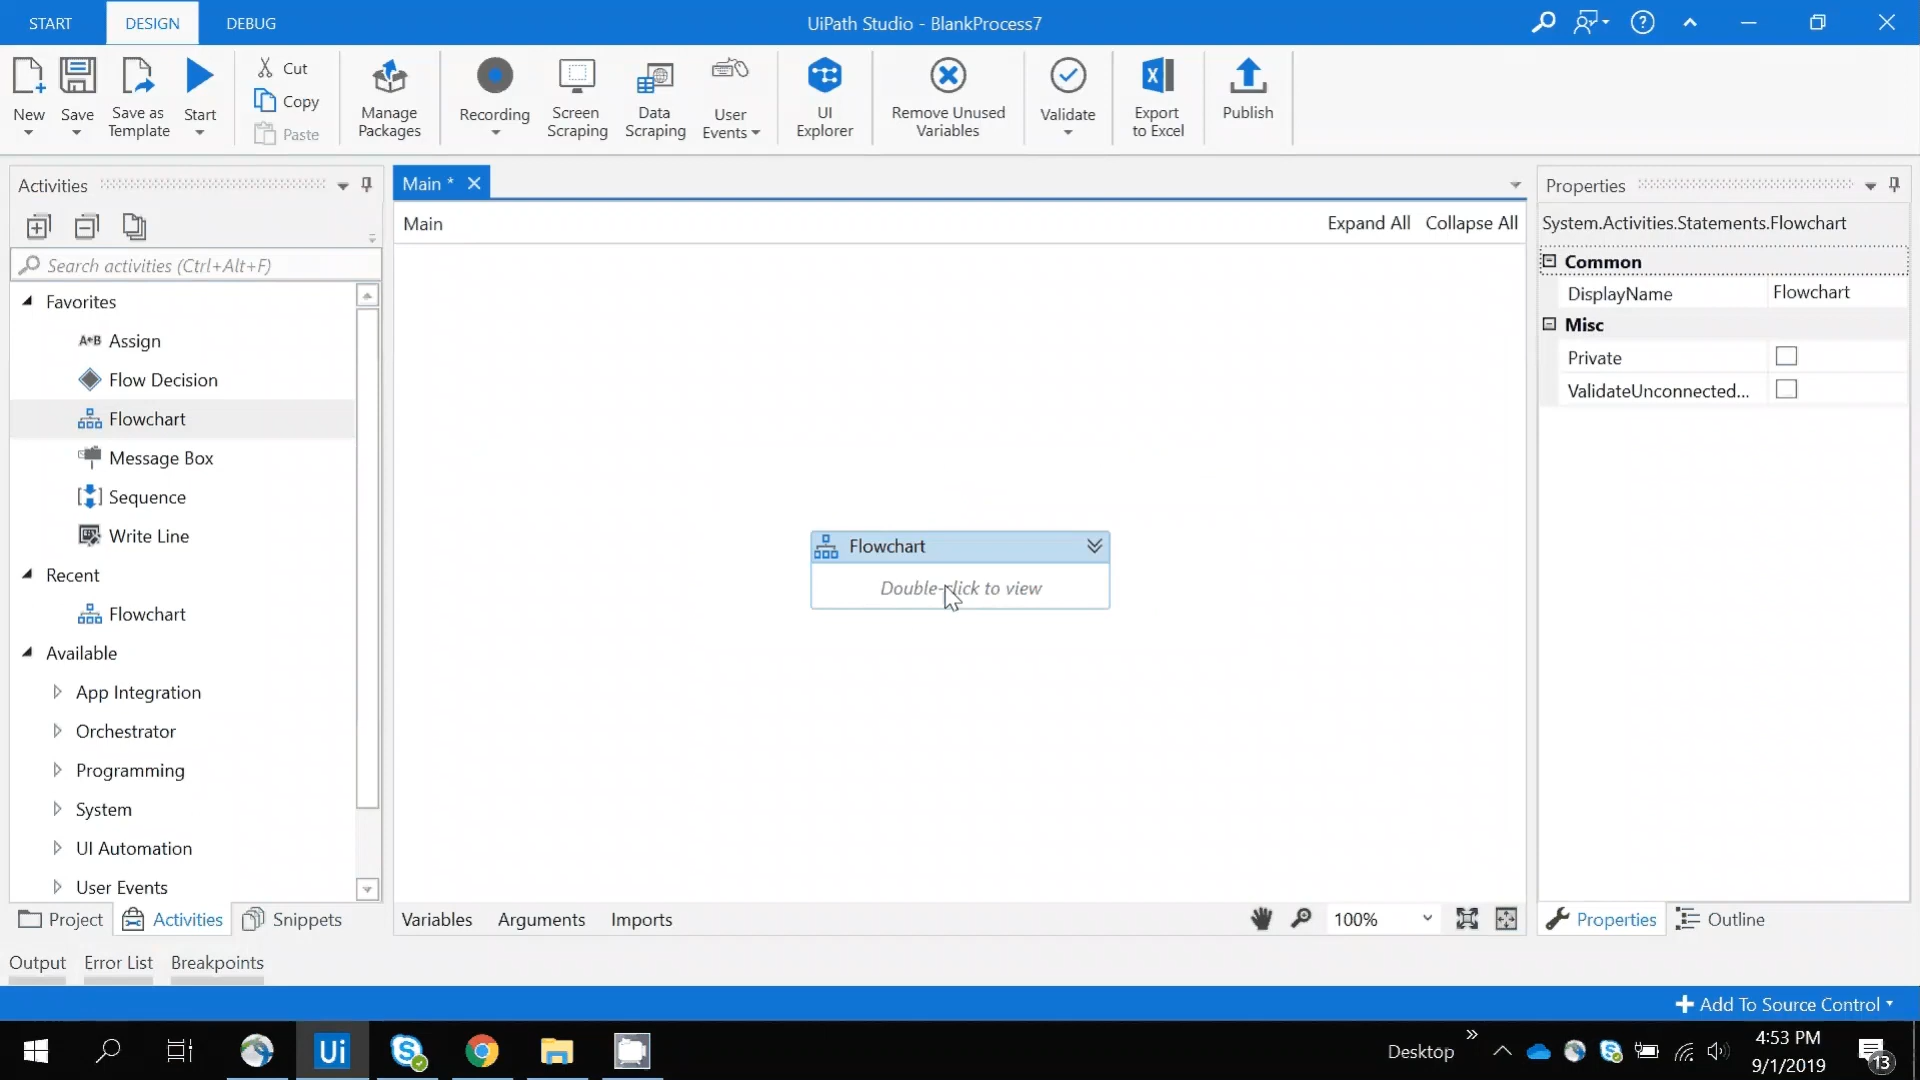 START
DESIGN
DEBUG
UiPath Studio - BlankProcess7
New
Save
Save as
Template
Start
Cut
Copy
Paste
Manage
Packages
Recording
Screen
Scraping
Data
Scraping
User
Events
UI
Explorer
Remove Unused
Variables
Validate
Export
to Excel
Publish
Activities
Search activities (Ctrl+Alt+F)
Favorites
A+B Assign
Flow Decision
Flowchart
Message Box
Sequence
Write Line
Recent
Flowchart
Available
App Integration
Orchestrator
Programming
System
UI Automation
User Events
Project
Activities
Snippets
Main *
Main
Expand All
Collapse All
Flowchart
Double-click to view
Variables
Arguments
Imports
100%
Properties
System.Activities.Statements.Flowchart
Common
DisplayName
Flowchart
Misc
Private
ValidateUnconnected...
Properties
Outline
Output
Error List
Breakpoints
Add To Source Control
Ui
Desktop
4:53 PM
9/1/2019
13